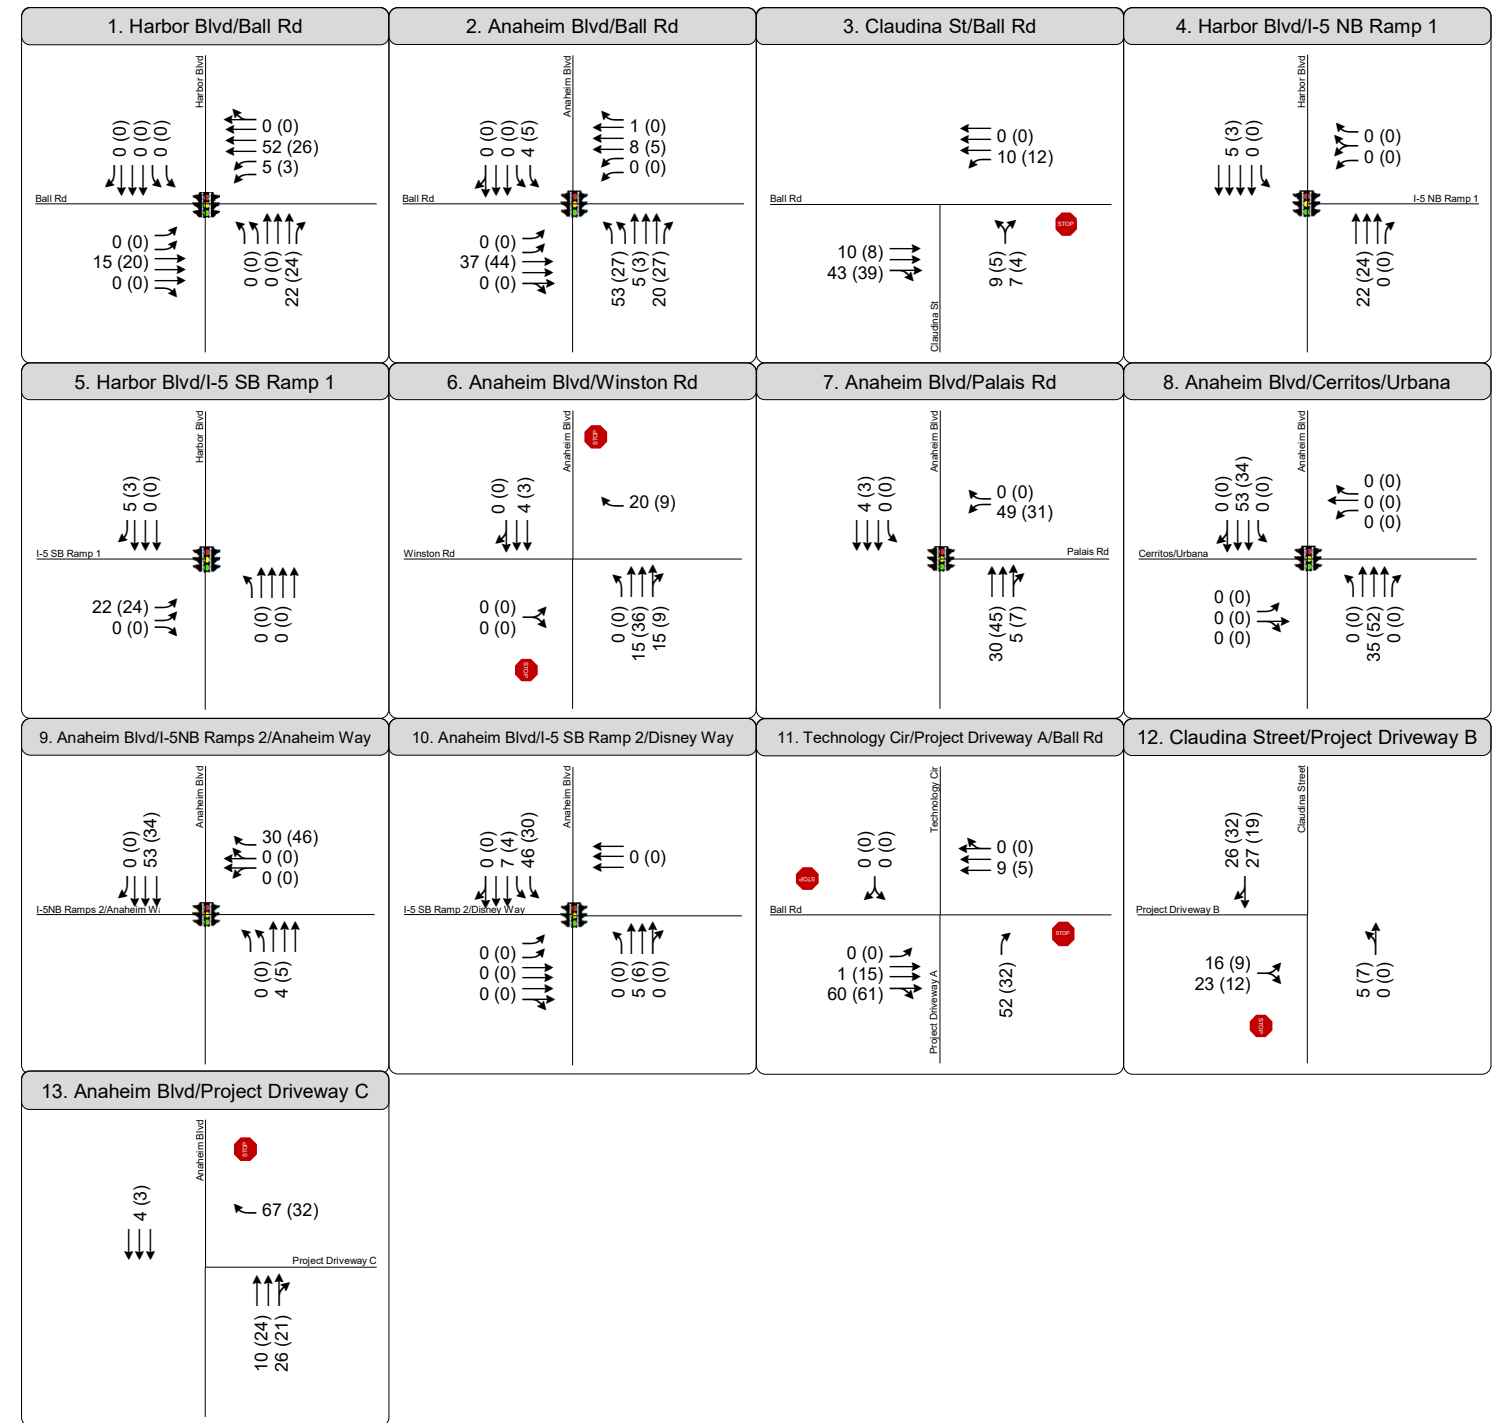 1. Harbor Blvd/Ball Rd
Harbor Blvd
0 (0)
0 (0)
0 (0)
0 (0)
52 (26)
5 (3)
Ball Rd
0 (0)
15 (20)
0 (0)
0 (0)
0 (0)
22 (24)
2. Anaheim Blvd/Ball Rd
Anaheim Blvd
0 (0)
0 (0)
4 (5)
1 (0)
8 (5)
0 (0)
Ball Rd
0 (0)
37 (44)
0 (0)
53 (27)
5 (3)
20 (27)
3. Claudina St/Ball Rd
0 (0)
10 (12)
Ball Rd
STOP
10 (8)
43 (39)
9 (5)
7 (4)
Claudina St
4. Harbor Blvd/I-5 NB Ramp 1
Harbor Blvd
5 (3)
0 (0)
0 (0)
0 (0)
I-5 NB Ramp 1
22 (24)
0 (0)
5. Harbor Blvd/I-5 SB Ramp 1
Harbor Blvd
5 (3)
0 (0)
I-5 SB Ramp 1
22 (24)
0 (0)
0 (0)
0 (0)
6. Anaheim Blvd/Winston Rd
Anaheim Blvd
STOP
0 (0)
4 (3)
20 (9)
Winston Rd
0 (0)
0 (0)
0 (0)
15 (36)
15 (9)
STOP
7. Anaheim Blvd/Palais Rd
Anaheim Blvd
4 (3)
0 (0)
0 (0)
49 (31)
Palais Rd
30 (45)
5 (7)
8. Anaheim Blvd/Cerritos/Urbana
Anaheim Blvd
0 (0)
53 (34)
0 (0)
0 (0)
0 (0)
0 (0)
Cerritos/Urbana
0 (0)
0 (0)
0 (0)
0 (0)
35 (52)
0 (0)
9. Anaheim Blvd/I-5NB Ramps 2/Anaheim Way
Anaheim Blvd
0 (0)
53 (34)
30 (46)
0 (0)
0 (0)
I-5NB Ramps 2/Anaheim Wa
0 (0)
4 (5)
10. Anaheim Blvd/I-5 SB Ramp 2/Disney Way
Anaheim Blvd
0 (0)
7 (4)
46 (30)
0 (0)
I-5 SB Ramp 2/Disney Way
0 (0)
0 (0)
0 (0)
0 (0)
5 (6)
0 (0)
11. Technology Cir/Project Driveway A/Ball Rd
Technology Cir
0 (0)
0 (0)
0 (0)
9 (5)
STOP
Ball Rd
STOP
0 (0)
1 (15)
60 (61)
52 (32)
Project Driveway A
12. Claudina Street/Project Driveway B
Claudina Street
26 (32)
27 (19)
Project Driveway B
16 (9)
23 (12)
5 (7)
0 (0)
STOP
13. Anaheim Blvd/Project Driveway C
Anaheim Blvd
STOP
4 (3)
67 (32)
Project Driveway C
10 (24)
26 (21)